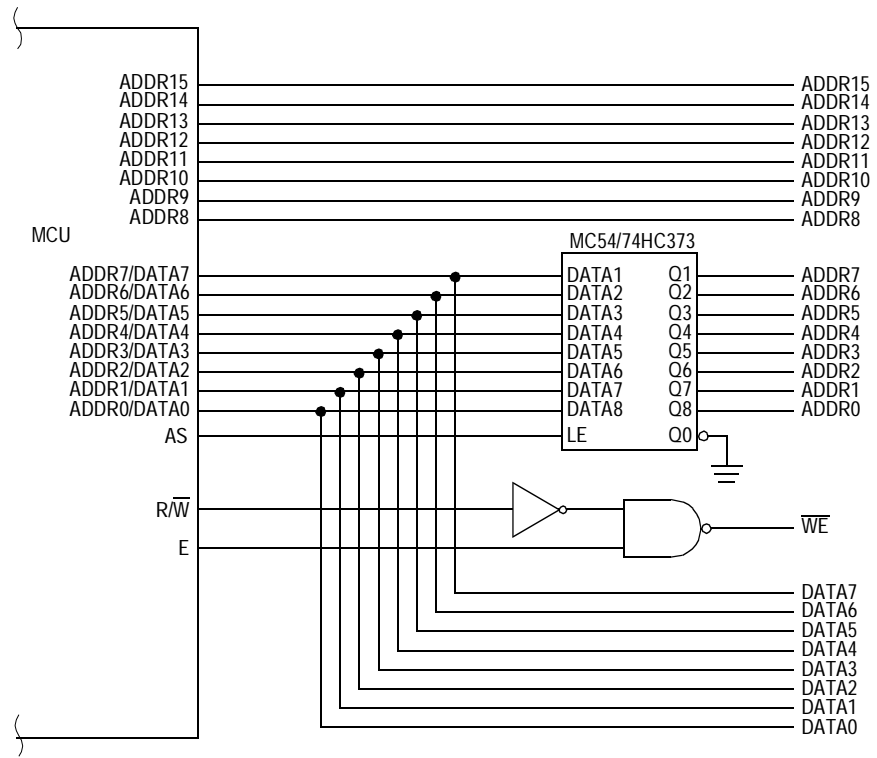 ADDR15 ADDR15
ADDR14 ADDR14
ADDR13 ADDR13
ADDR12 ADDR12
ADDR11 ADDR11
ADDR10 ADDR10
ADDR9 ADDR9
ADDR8 ADDR8
MCU
MC54/74HC373
ADDR7/DATA7 DATA1 Q1 ADDR7
ADDR6/DATA6 DATA2 Q2 ADDR6
ADDR5/DATA5 DATA3 Q3 ADDR5
ADDR4/DATA4 DATA4 Q4 ADDR4
ADDR3/DATA3 DATA5 Q5 ADDR3
ADDR2/DATA2 DATA6 Q6 ADDR2
ADDR1/DATA1 DATA7 Q7 ADDR1
ADDR0/DATA0 DATA8 Q8 ADDR0
AS LE Q0
R/W̅
W̅E̅
E
DATA7
DATA6
DATA5
DATA4
DATA3
DATA2
DATA1
DATA0